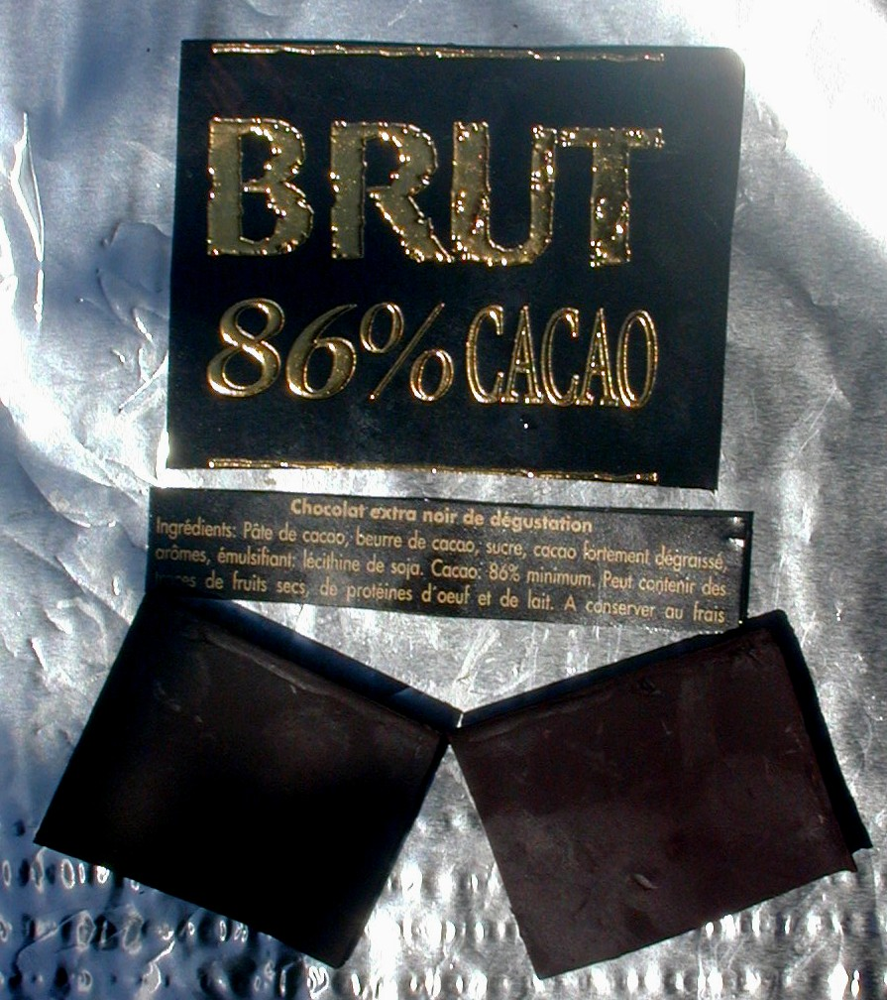 BRUT
86% CACAO
Chocolat extra noir de dégustation
Ingrédients: Pâte de cacao, beurre de cacao, sucre, cacao fortement dégraissé,
arômes, émulsifiant: lécithine de soja. Cacao: 86% minimum. Peut contenir des
traces de fruits secs, de protéines d'oeuf et de lait. A conserver au frais